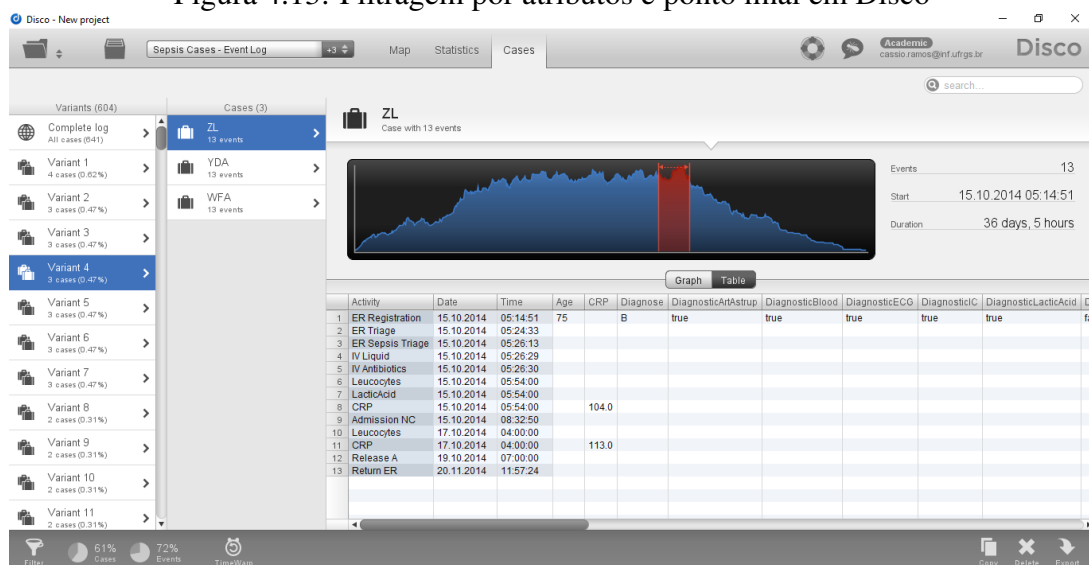 Figura 4.15: Filtragem por atributos e ponto final em Disco
Disco - New project
Sepsis Cases - Event Log +3 Map Statistics Cases Academic cassio.ramos@inf.ufrgs.br Disco
search...
Variants (604)
Complete log
All cases (641)
Variant 1
4 cases (0.62%)
Variant 2
3 cases (0.47%)
Variant 3
3 cases (0.47%)
Variant 4
3 cases (0.47%)
Variant 5
3 cases (0.47%)
Variant 6
3 cases (0.47%)
Variant 7
3 cases (0.47%)
Variant 8
2 cases (0.31%)
Variant 9
2 cases (0.31%)
Variant 10
2 cases (0.31%)
Variant 11
2 cases (0.31%)
Cases (3)
ZL
13 events
YDA
13 events
WFA
13 events
ZL
Case with 13 events
Events 13
Start 15.10.2014 05:14:51
Duration 36 days, 5 hours
Graph Table
Activity Date Time Age CRP Diagnose DiagnosticArtAstrup DiagnosticBlood DiagnosticECG DiagnosticIC DiagnosticLacticAcid
1 ER Registration 15.10.2014 05:14:51 75 B true true true true true
2 ER Triage 15.10.2014 05:24:33
3 ER Sepsis Triage 15.10.2014 05:26:13
4 IV Liquid 15.10.2014 05:26:29
5 IV Antibiotics 15.10.2014 05:26:30
6 Leucocytes 15.10.2014 05:54:00
7 LacticAcid 15.10.2014 05:54:00
8 CRP 15.10.2014 05:54:00 104.0
9 Admission NC 15.10.2014 08:32:50
10 Leucocytes 17.10.2014 04:00:00
11 CRP 17.10.2014 04:00:00 113.0
12 Release A 19.10.2014 07:00:00
13 Return ER 20.11.2014 11:57:24
Filter 61% Cases 72% Events TimeWarp Copy Delete Export